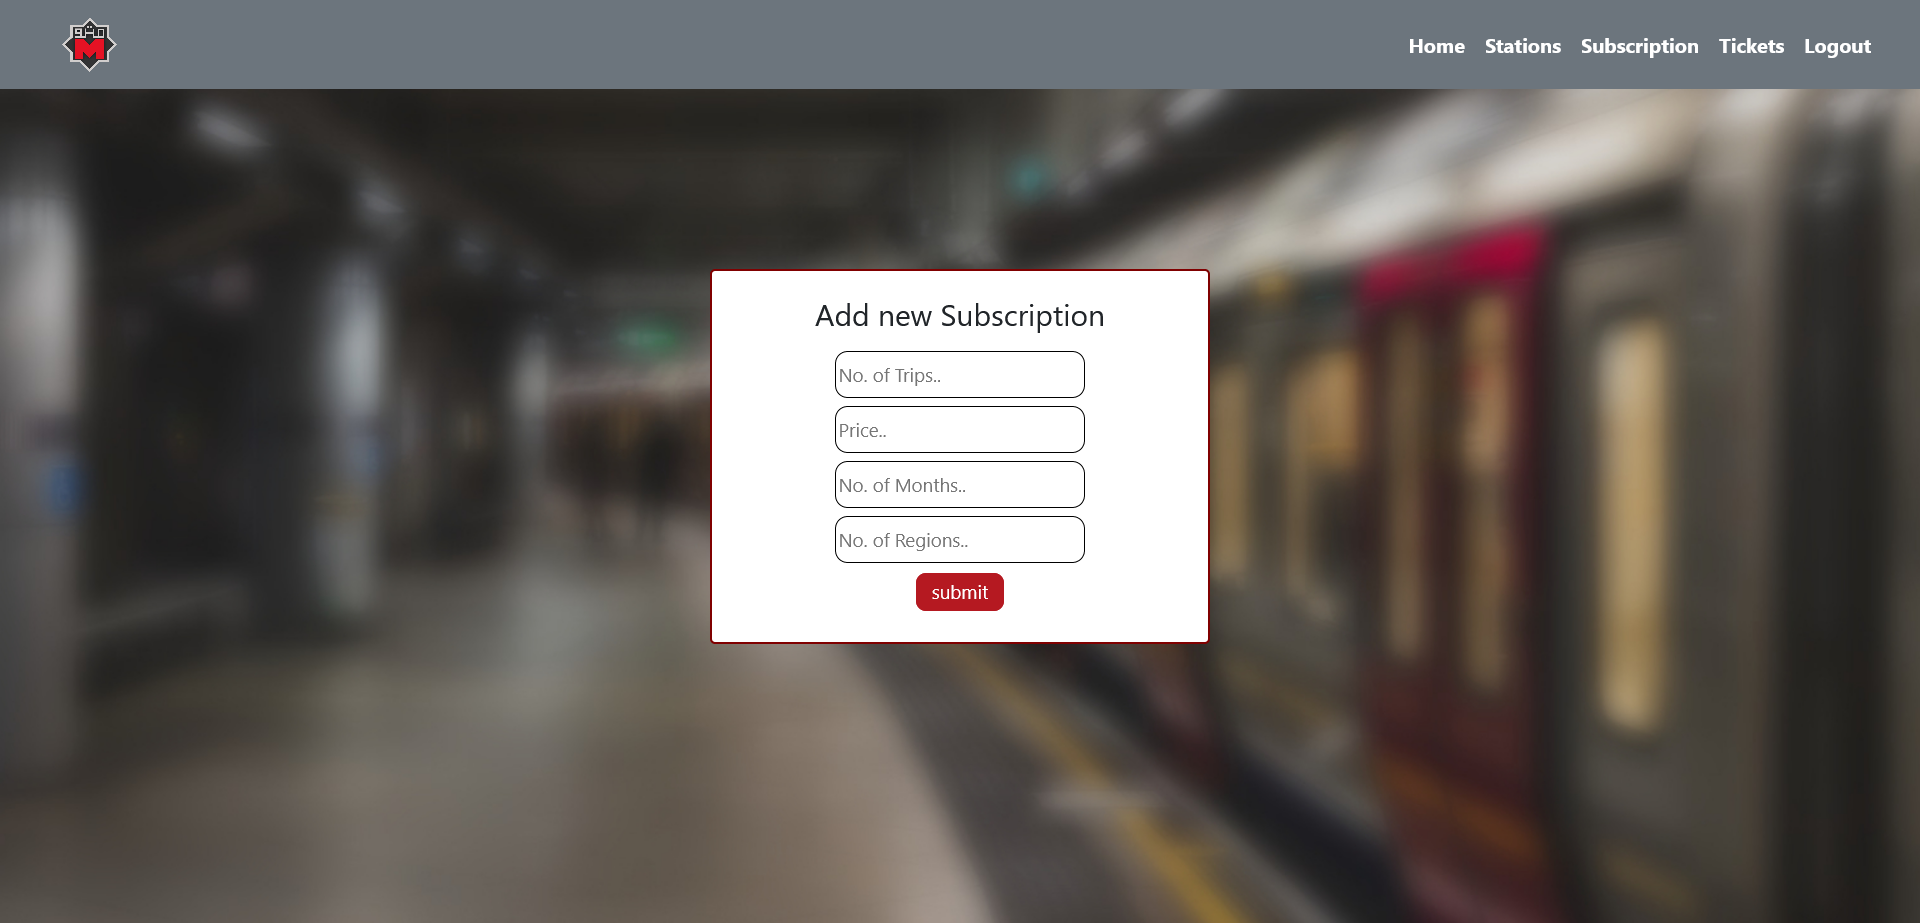 مترو
M
Home Stations Subscription Tickets Logout
Add new Subscription
No. of Trips..
Price..
No. of Months..
No. of Regions..
submit